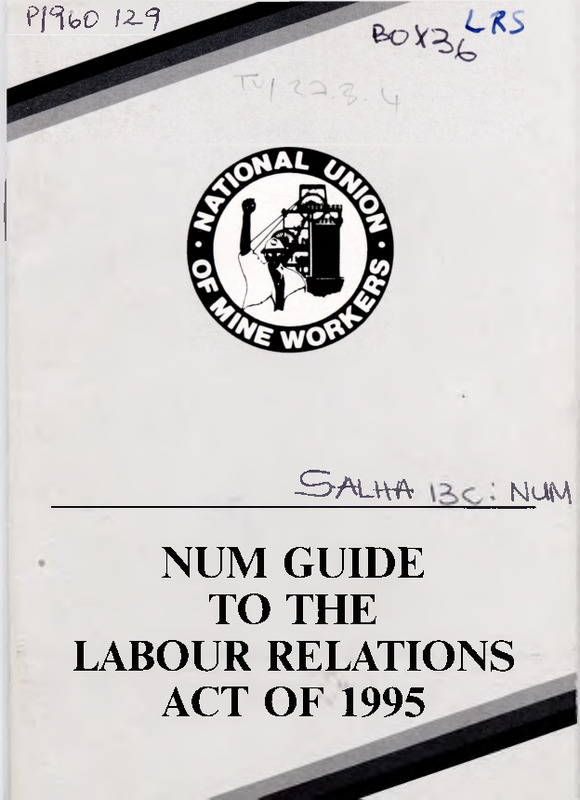 P1960 129
BOX36 LRS
NATIONAL UNION
OF MINE WORKERS
SALHA 13C: NUM
NUM GUIDE
TO THE
LABOUR RELATIONS
ACT OF 1995